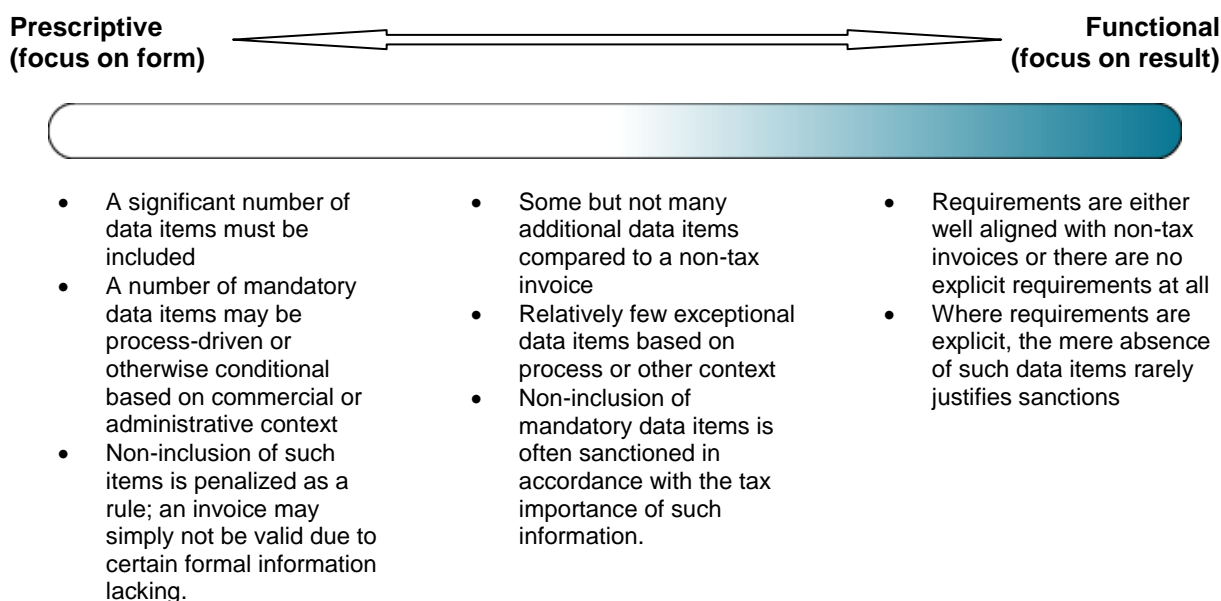 Prescriptive
(focus on form)
Functional
(focus on result)
• A significant number of
data items must be
included
• A number of mandatory
data items may be
process-driven or
otherwise conditional
based on commercial or
administrative context
• Non-inclusion of such
items is penalized as a
rule; an invoice may
simply not be valid due to
certain formal information
lacking.
• Some but not many
additional data items
compared to a non-tax
invoice
• Relatively few exceptional
data items based on
process or other context
• Non-inclusion of
mandatory data items is
often sanctioned in
accordance with the tax
importance of such
information.
• Requirements are either
well aligned with non-tax
invoices or there are no
explicit requirements at all
• Where requirements are
explicit, the mere absence
of such data items rarely
justifies sanctions